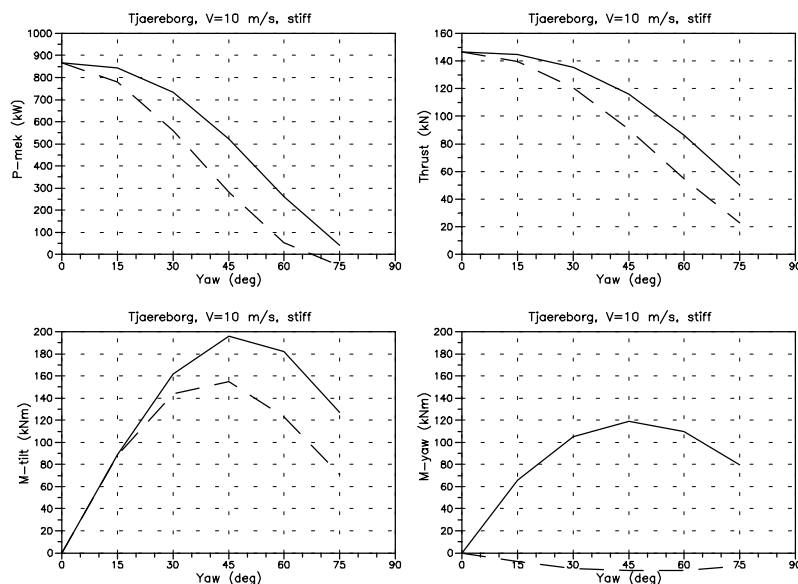 Tjaereborg, V=10 m/s, stiff
P-mek (kW)
1000
900
800
700
600
500
400
300
200
100
0
0 15 30 45 60 75 90
Yaw (deg)
Tjaereborg, V=10 m/s, stiff
Thrust (kN)
160
140
120
100
80
60
40
20
0
0 15 30 45 60 75 90
Yaw (deg)
Tjaereborg, V=10 m/s, stiff
M-tilt (kNm)
200
180
160
140
120
100
80
60
40
20
0
0 15 30 45 60 75 90
Yaw (deg)
Tjaereborg, V=10 m/s, stiff
M-yaw (kNm)
200
180
160
140
120
100
80
60
40
20
0
0 15 30 45 60 75 90
Yaw (deg)